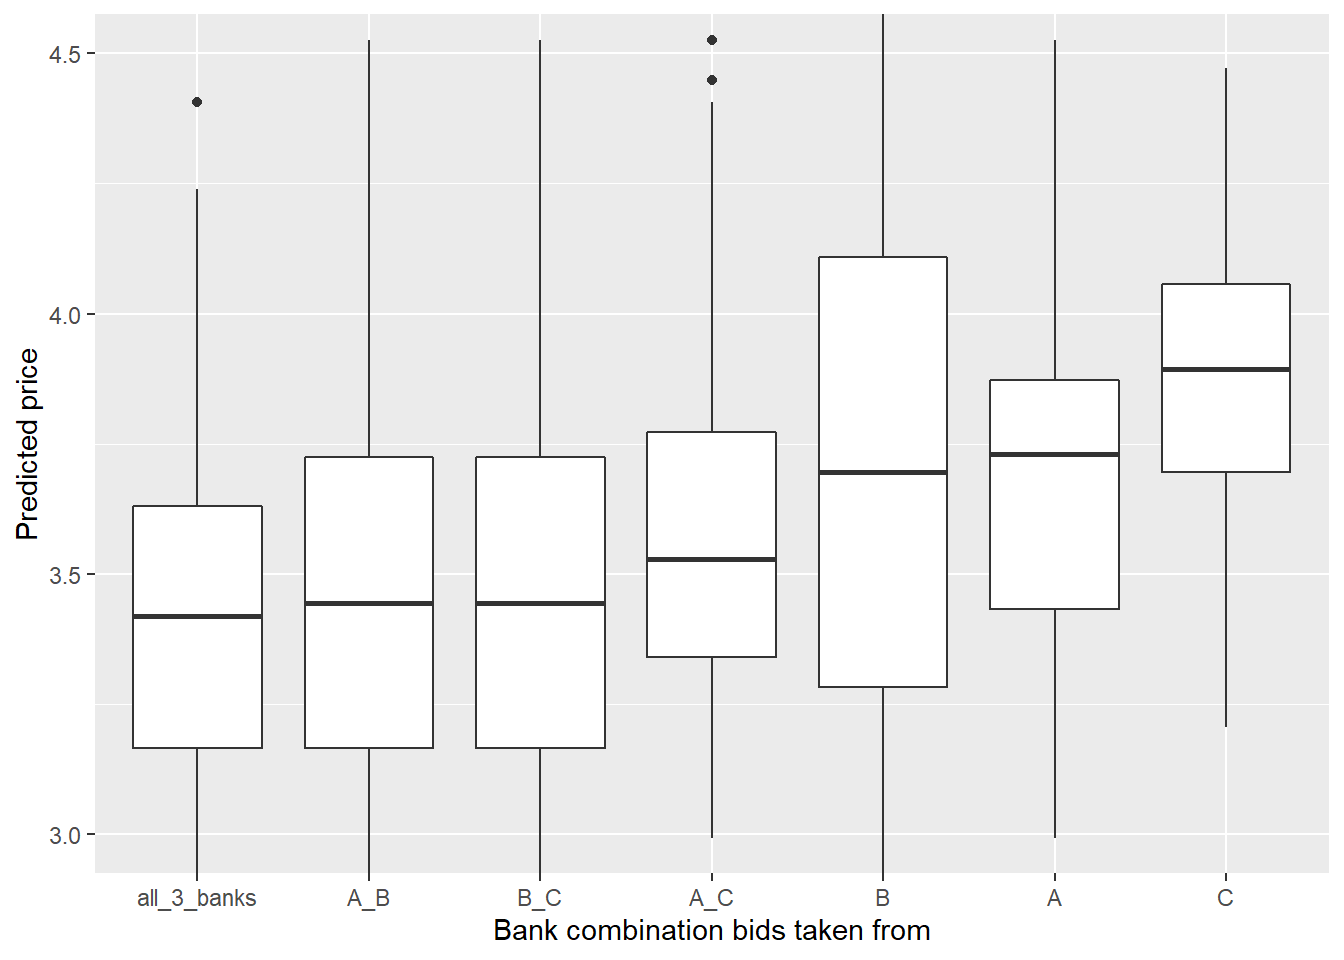 4.5
4.0
3.5
3.0
Predicted price
all_3_banks A_B B_C A_C B A C
Bank combination bids taken from